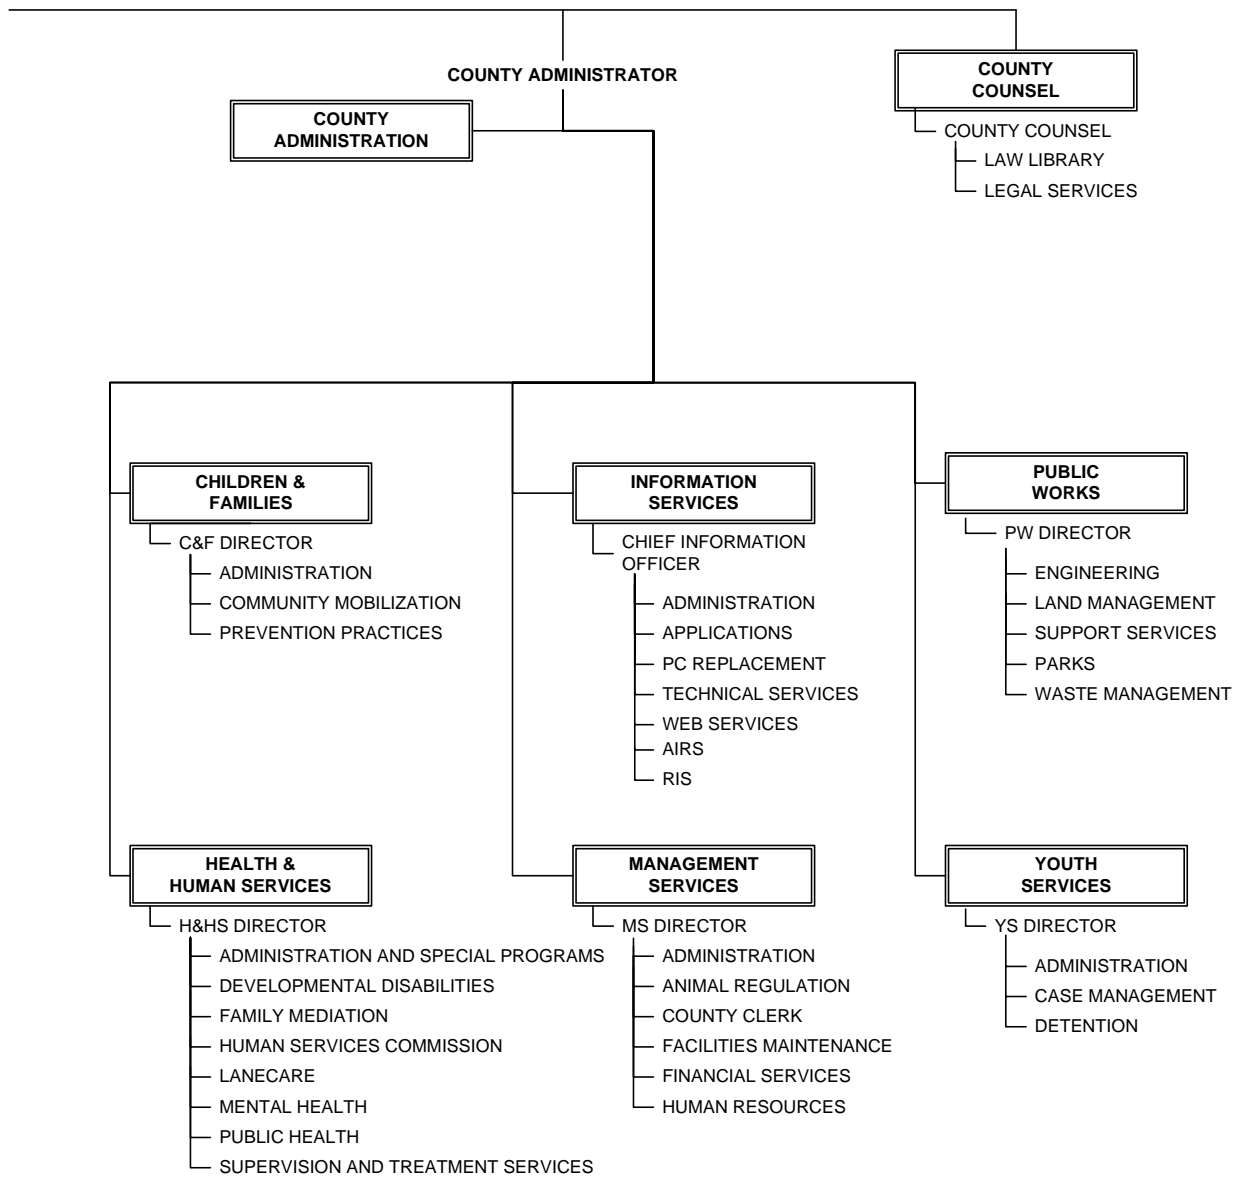 COUNTY ADMINISTRATOR
COUNTY
ADMINISTRATION
COUNTY
COUNSEL
COUNTY COUNSEL
LAW LIBRARY
LEGAL SERVICES
CHILDREN &
FAMILIES
C&F DIRECTOR
ADMINISTRATION
COMMUNITY MOBILIZATION
PREVENTION PRACTICES
INFORMATION
SERVICES
CHIEF INFORMATION
OFFICER
ADMINISTRATION
APPLICATIONS
PC REPLACEMENT
TECHNICAL SERVICES
WEB SERVICES
AIRS
RIS
PUBLIC
WORKS
PW DIRECTOR
ENGINEERING
LAND MANAGEMENT
SUPPORT SERVICES
PARKS
WASTE MANAGEMENT
HEALTH &
HUMAN SERVICES
H&HS DIRECTOR
ADMINISTRATION AND SPECIAL PROGRAMS
DEVELOPMENTAL DISABILITIES
FAMILY MEDIATION
HUMAN SERVICES COMMISSION
LANECARE
MENTAL HEALTH
PUBLIC HEALTH
SUPERVISION AND TREATMENT SERVICES
MANAGEMENT
SERVICES
MS DIRECTOR
ADMINISTRATION
ANIMAL REGULATION
COUNTY CLERK
FACILITIES MAINTENANCE
FINANCIAL SERVICES
HUMAN RESOURCES
YOUTH
SERVICES
YS DIRECTOR
ADMINISTRATION
CASE MANAGEMENT
DETENTION